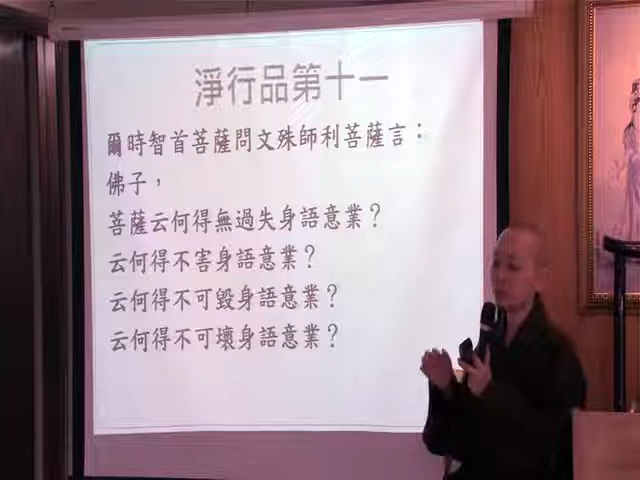 淨行品第十一
爾時智首菩薩問文殊師利菩薩言：
佛子，
菩薩云何得無過失身語意業？
云何得不害身語意業？
云何得不可毀身語意業？
云何得不可壞身語意業？